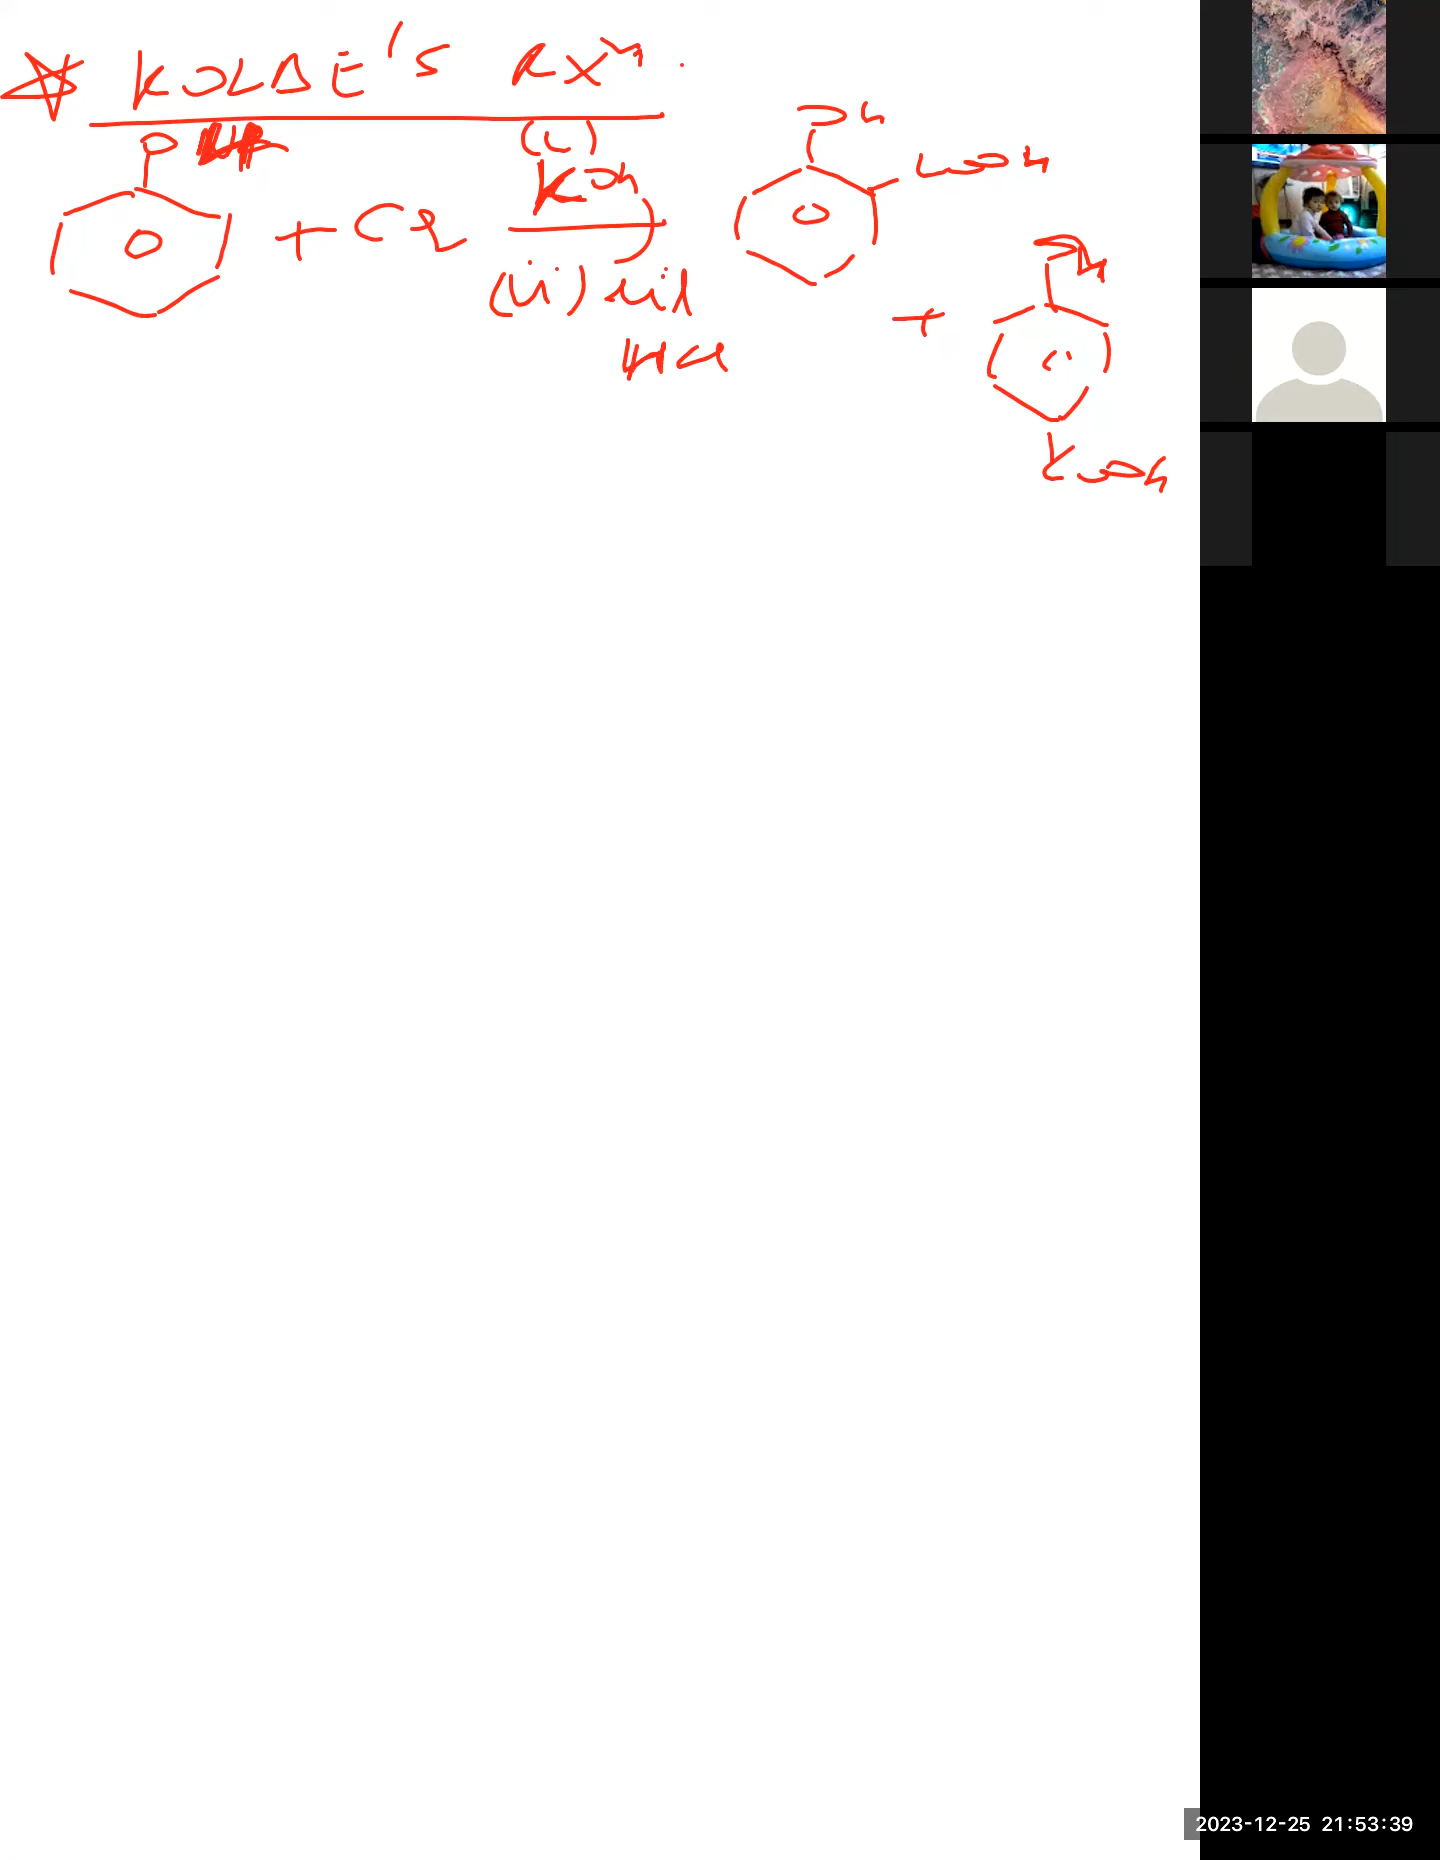 ☆ KOLBE'S RXⁿ.
OH
+ CO₂
(i)
KOH
(ii) dil
HCl
OH
COOH
+
OH
COOH
2023-12-25 21:53:39